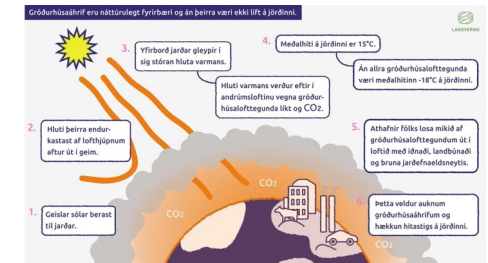 Gróðurhúsaáhrif eru náttúrulegt fyrirbæri og án þeirra væri ekki líft á jörðinni.
LANDVERND
1.
Geislar sólar berast
til jarðar.
2.
Hluti þeirra endur-
kastast af lofthjúpnum
aftur út í geim.
3.
Yfirborð jarðar gleypir í
sig stóran hluta varmans.
Hluti varmans verður eftir í
andrúmsloftinu vegna gróður-
húsalofttegunda líkt og CO2.
4.
Meðalhiti á jörðinni er 15°C.
Án allra gróðurhúsalofttegunda
væri meðalhitinn -18°C á jörðinni.
5.
Athafnir fólks losa mikið af
gróðurhúsalofttegundum út í
loftið með iðnaði, landbúnaði
og bruna jarðefnaeldsneytis.
6.
Þetta veldur auknum
gróðurhúsaáhrifum og
hækkun hitastigs á jörðinni.
CO2
CO2
CO2